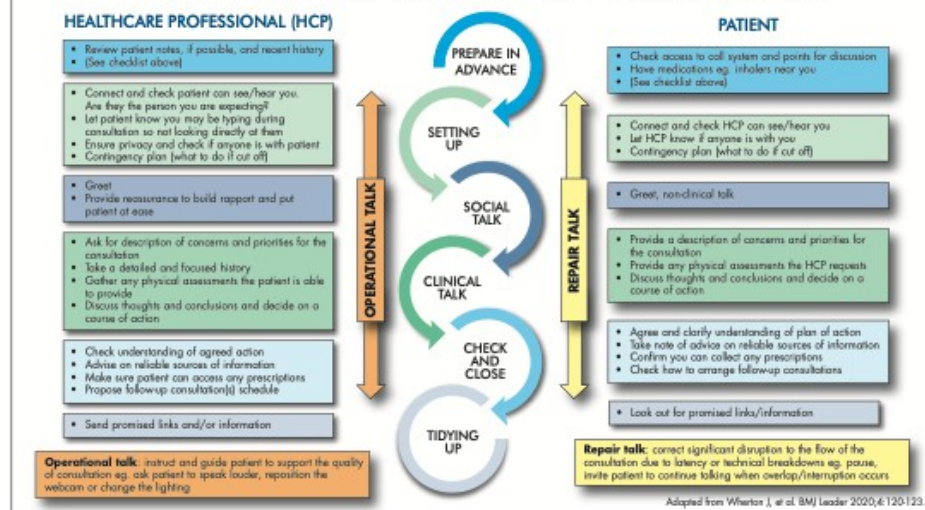 HEALTHCARE PROFESSIONAL (HCP)
• Review patient notes, if possible, and recent history
• (See checklist above)
• Connect and check patient can see/hear you.
Are they the person you are expecting?
• Let patient know you may be typing during
consultation so not looking directly at them
• Ensure privacy and check if anyone is with patient
• Contingency plan (what to do if cut off)
• Greet
• Provide reassurance to build rapport and put
patient at ease
• Ask for description of concerns and priorities for the
consultation
• Take a detailed and focused history
• Gather any physical assessments the patient is able
to provide
• Discuss thoughts and conclusions and decide on a
course of action
• Check understanding of agreed action
• Advise on reliable sources of information
• Make sure patient can access any prescriptions
• Propose follow-up consultation(s) schedule
• Send promised links and/or information
Operational talk: instruct and guide patient to support the quality
of consultation eg. ask patient to speak louder, reposition the
webcam or change the lighting
OPERATIONAL TALK
PREPARE IN
ADVANCE
SETTING
UP
SOCIAL
TALK
CLINICAL
TALK
CHECK
AND
CLOSE
TIDYING
UP
REPAIR TALK
PATIENT
• Check access to call system and points for discussion
• Have medications eg. inhalers near you
• (See checklist above)
• Connect and check HCP can see/hear you
• Let HCP know if anyone is with you
• Contingency plan (what to do if cut off)
• Greet, non-clinical talk
• Provide a description of concerns and priorities for
the consultation
• Provide any physical assessments the HCP requests
• Discuss thoughts and conclusions and decide on a
course of action
• Agree and clarify understanding of plan of action
• Take note of advice on reliable sources of information
• Confirm you can collect any prescriptions
• Check how to arrange follow-up consultations
• Look out for promised links/information
Repair talk: correct significant disruption to the flow of the
consultation due to latency or technical breakdowns eg. pause,
invite patient to continue talking when overlap/interruption occurs
Adapted from Wherton J, et al. BMJ Leader 2020;4:120-123.